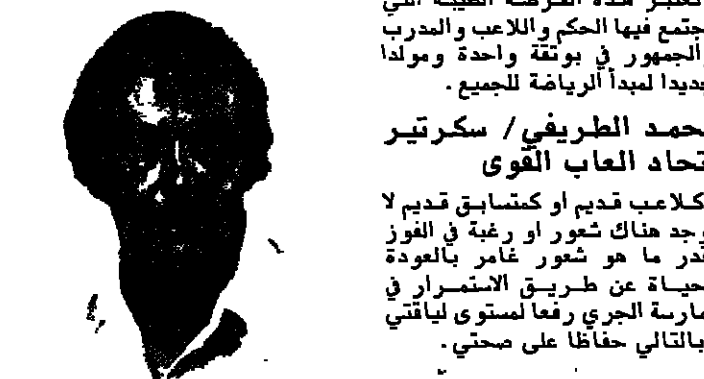 هذه الفرصة الطيبة التي
جتمع فيها الحكم واللاعب والمدرب
الجمهور في بوتقة واحدة ومولدا
ديدا لمبدأ الرياضة للجميع .
حمد الطريفي / سكرتير
تحاد العاب القوى
كلاعب قديم او كمتسابق قديم لا
وجد هناك شعور او رغبة في الفوز
قدر ما هو شعور غامر بالعودة
حياة عن طريق الاستمرار في
مارسة الجري رفعا لمستوى لياقتي
بالتالي حفاظا على صحتي .